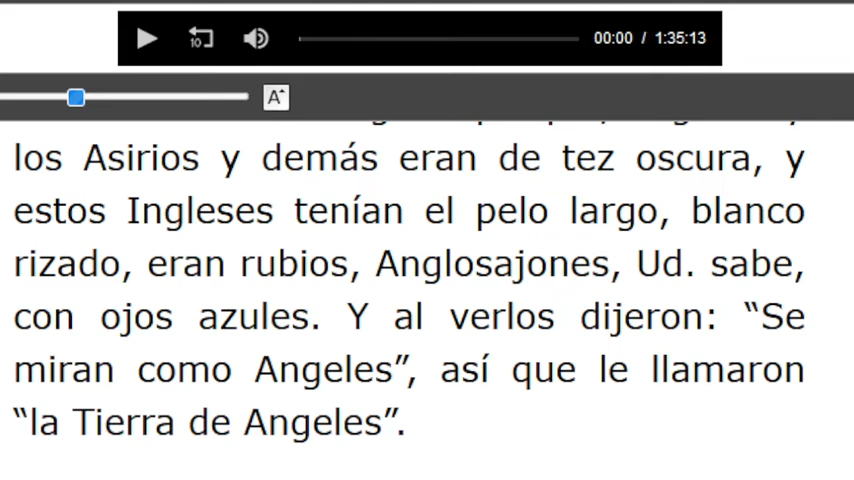 00:00 / 1:35:13
10
A
los Asirios y demás eran de tez oscura, y
estos Ingleses tenían el pelo largo, blanco
rizado, eran rubios, Anglosajones, Ud. sabe,
con ojos azules. Y al verlos dijeron: “Se
miran como Angeles”, así que le llamaron
“la Tierra de Angeles”.